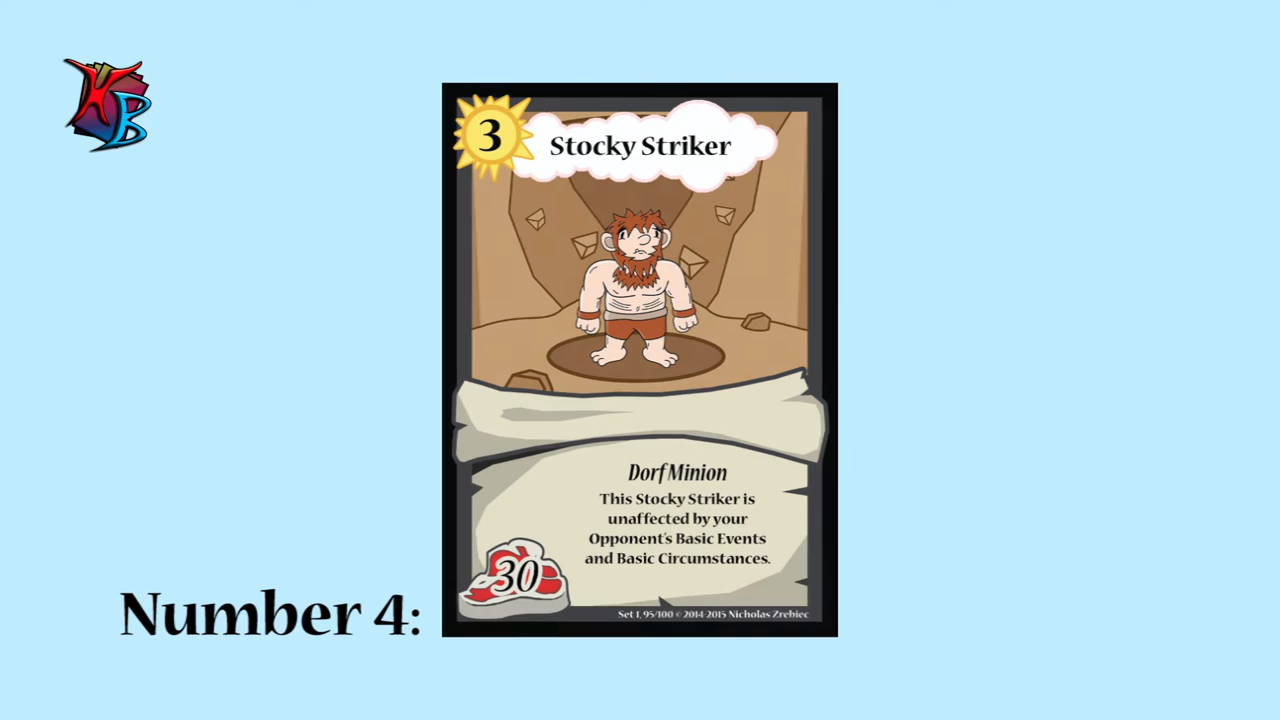 KB
3
Stocky Striker
Dorf Minion
This Stocky Striker is
unaffected by your
Opponent's Basic Events
and Basic Circumstances.
30
Set 1, 95/100 © 2014-2015 Nicholas Zrebiec
Number 4: